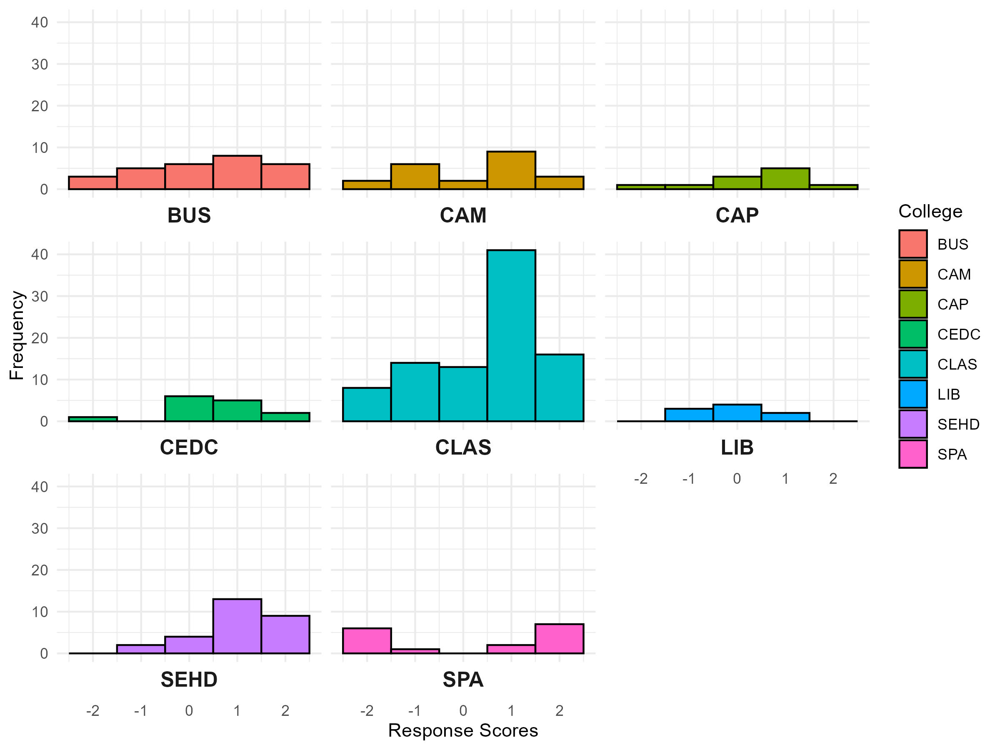 40
30
20
10
0
BUS CAM CAP
College
BUS
CAM
CAP
CEDC
CLAS
LIB
SEHD
SPA
Frequency
40
30
20
10
0
CEDC CLAS LIB
-2 -1 0 1 2
40
30
20
10
0
SEHD SPA
-2 -1 0 1 2 -2 -1 0 1 2
Response Scores